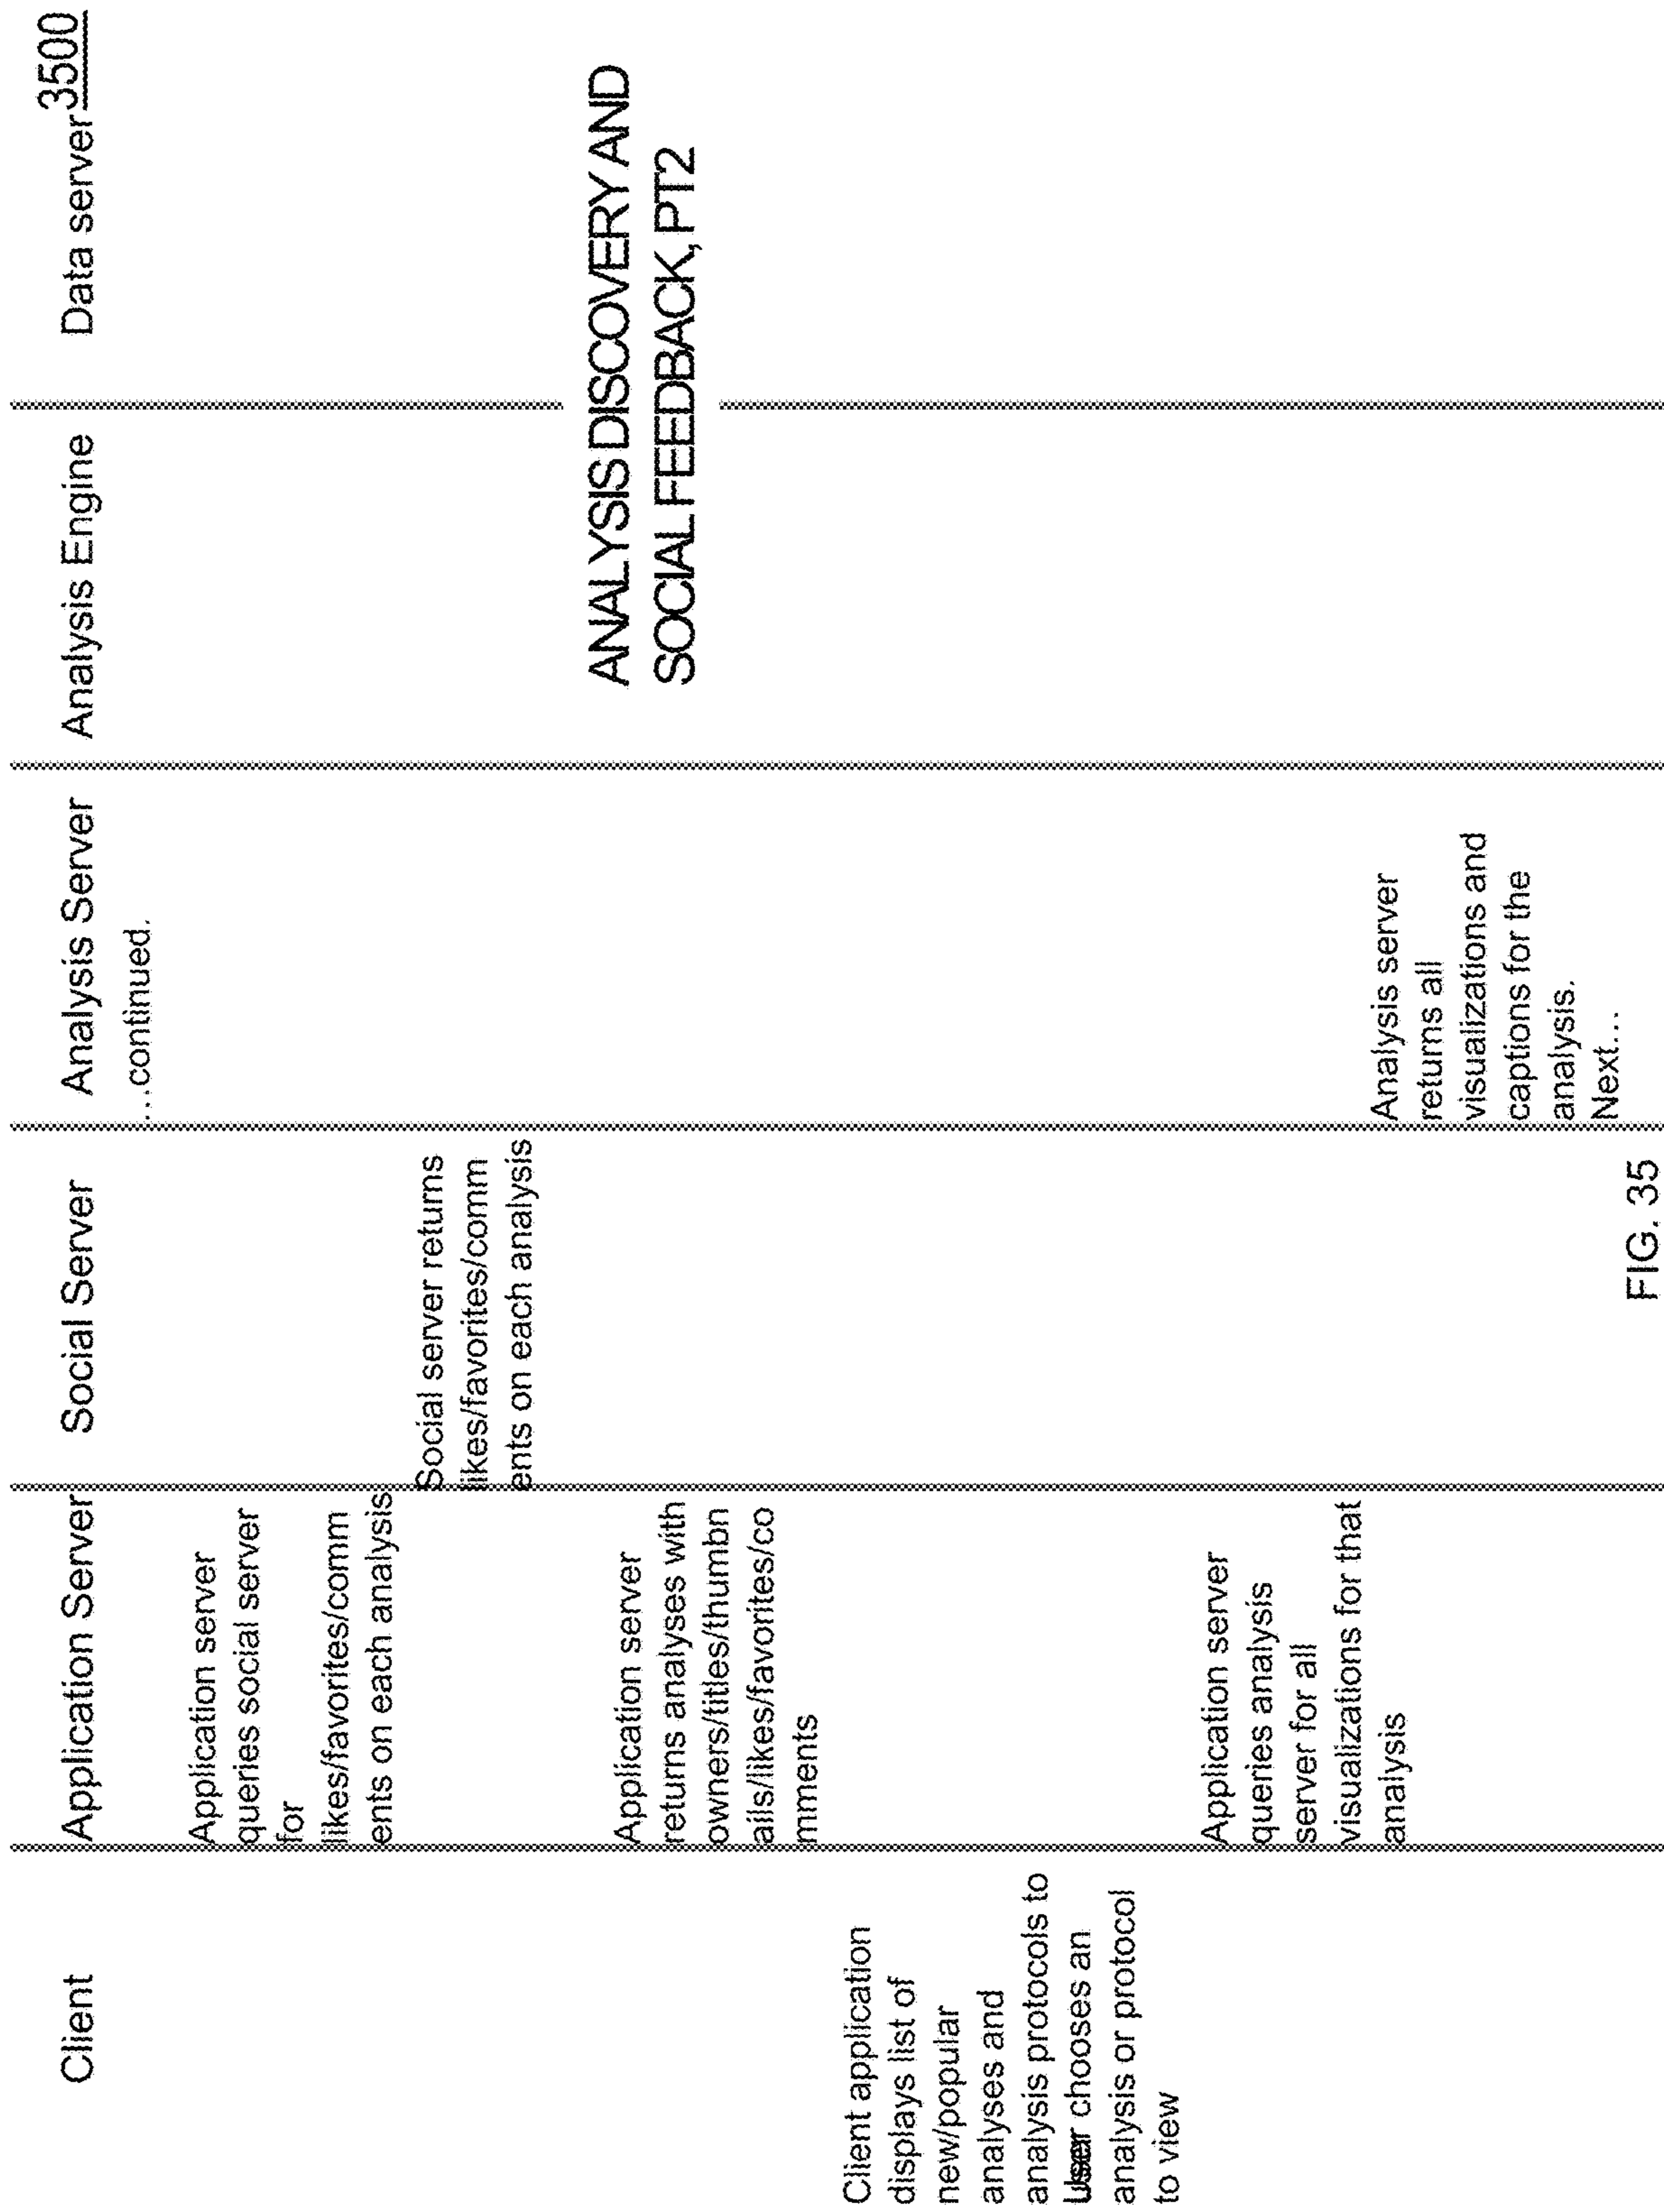 3500
Client
Application Server
Social Server
Analysis Server
Analysis Engine
Data server
...continued.
Application server
queries social server
for
likes/favorites/comm
ents on each analysis
Social server returns
likes/favorites/comm
ents on each analysis
ANALYSIS DISCOVERY AND
SOCIAL FEEDBACK, PT2
Application server
returns analyses with
owners/titles/thumbn
ails/likes/favorites/co
mments
Client application
displays list of
new/popular
analyses and
analysis protocols to
User chooses an
analysis or protocol
to view
Application server
queries analysis
server for all
visualizations for that
analysis
Analysis server
returns all
visualizations and
captions for the
analysis.
Next...
FIG. 35